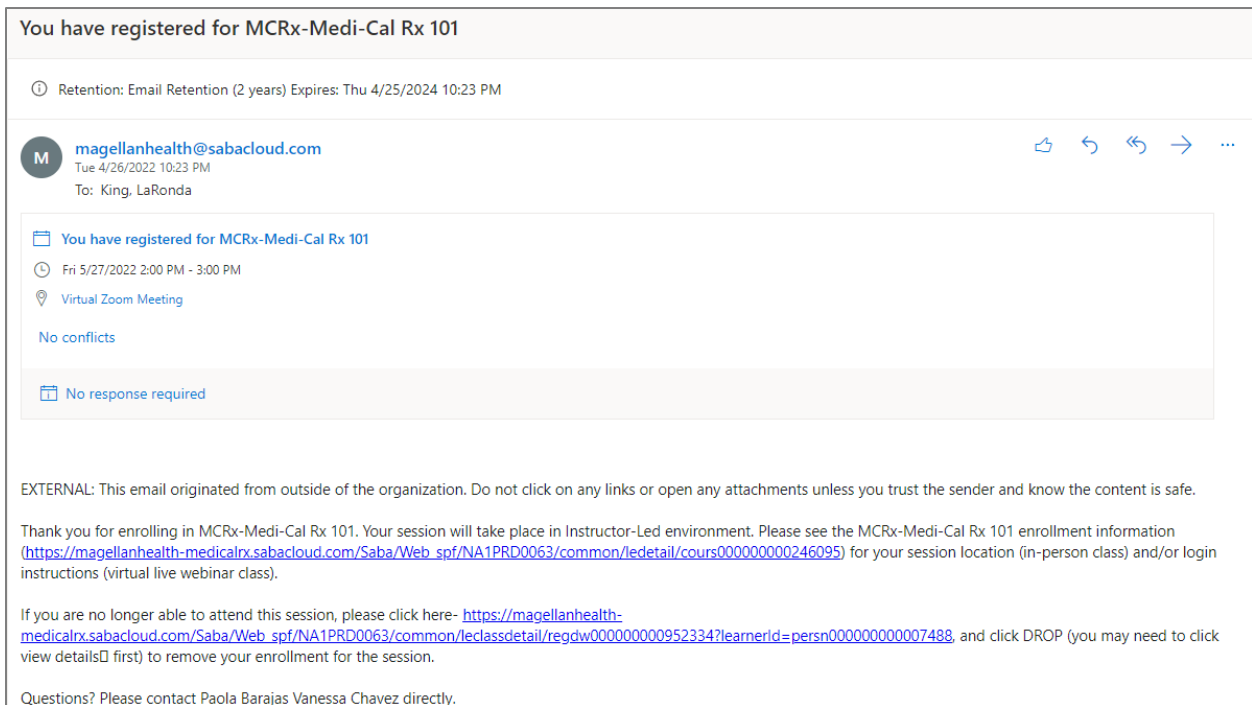 You have registered for MCRx-Medi-Cal Rx 101
Retention: Email Retention (2 years) Expires: Thu 4/25/2024 10:23 PM
M
magellanhealth@sabacloud.com
Tue 4/26/2022 10:23 PM
To: King, LaRonda
You have registered for MCRx-Medi-Cal Rx 101
Fri 5/27/2022 2:00 PM - 3:00 PM
Virtual Zoom Meeting
No conflicts
No response required
EXTERNAL: This email originated from outside of the organization. Do not click on any links or open any attachments unless you trust the sender and know the content is safe.
Thank you for enrolling in MCRx-Medi-Cal Rx 101. Your session will take place in Instructor-Led environment. Please see the MCRx-Medi-Cal Rx 101 enrollment information
(https://magellanhealth-medicalrx.sabacloud.com/Saba/Web_spf/NA1PRD0063/common/ledetail/cours000000000246095) for your session location (in-person class) and/or login
instructions (virtual live webinar class).
If you are no longer able to attend this session, please click here- https://magellanhealth-
medicalrx.sabacloud.com/Saba/Web_spf/NA1PRD0063/common/leclassdetail/regdw000000000952334?learnerId=persn000000000007488, and click DROP (you may need to click
view details▯ first) to remove your enrollment for the session.
Questions? Please contact Paola Barajas Vanessa Chavez directly.